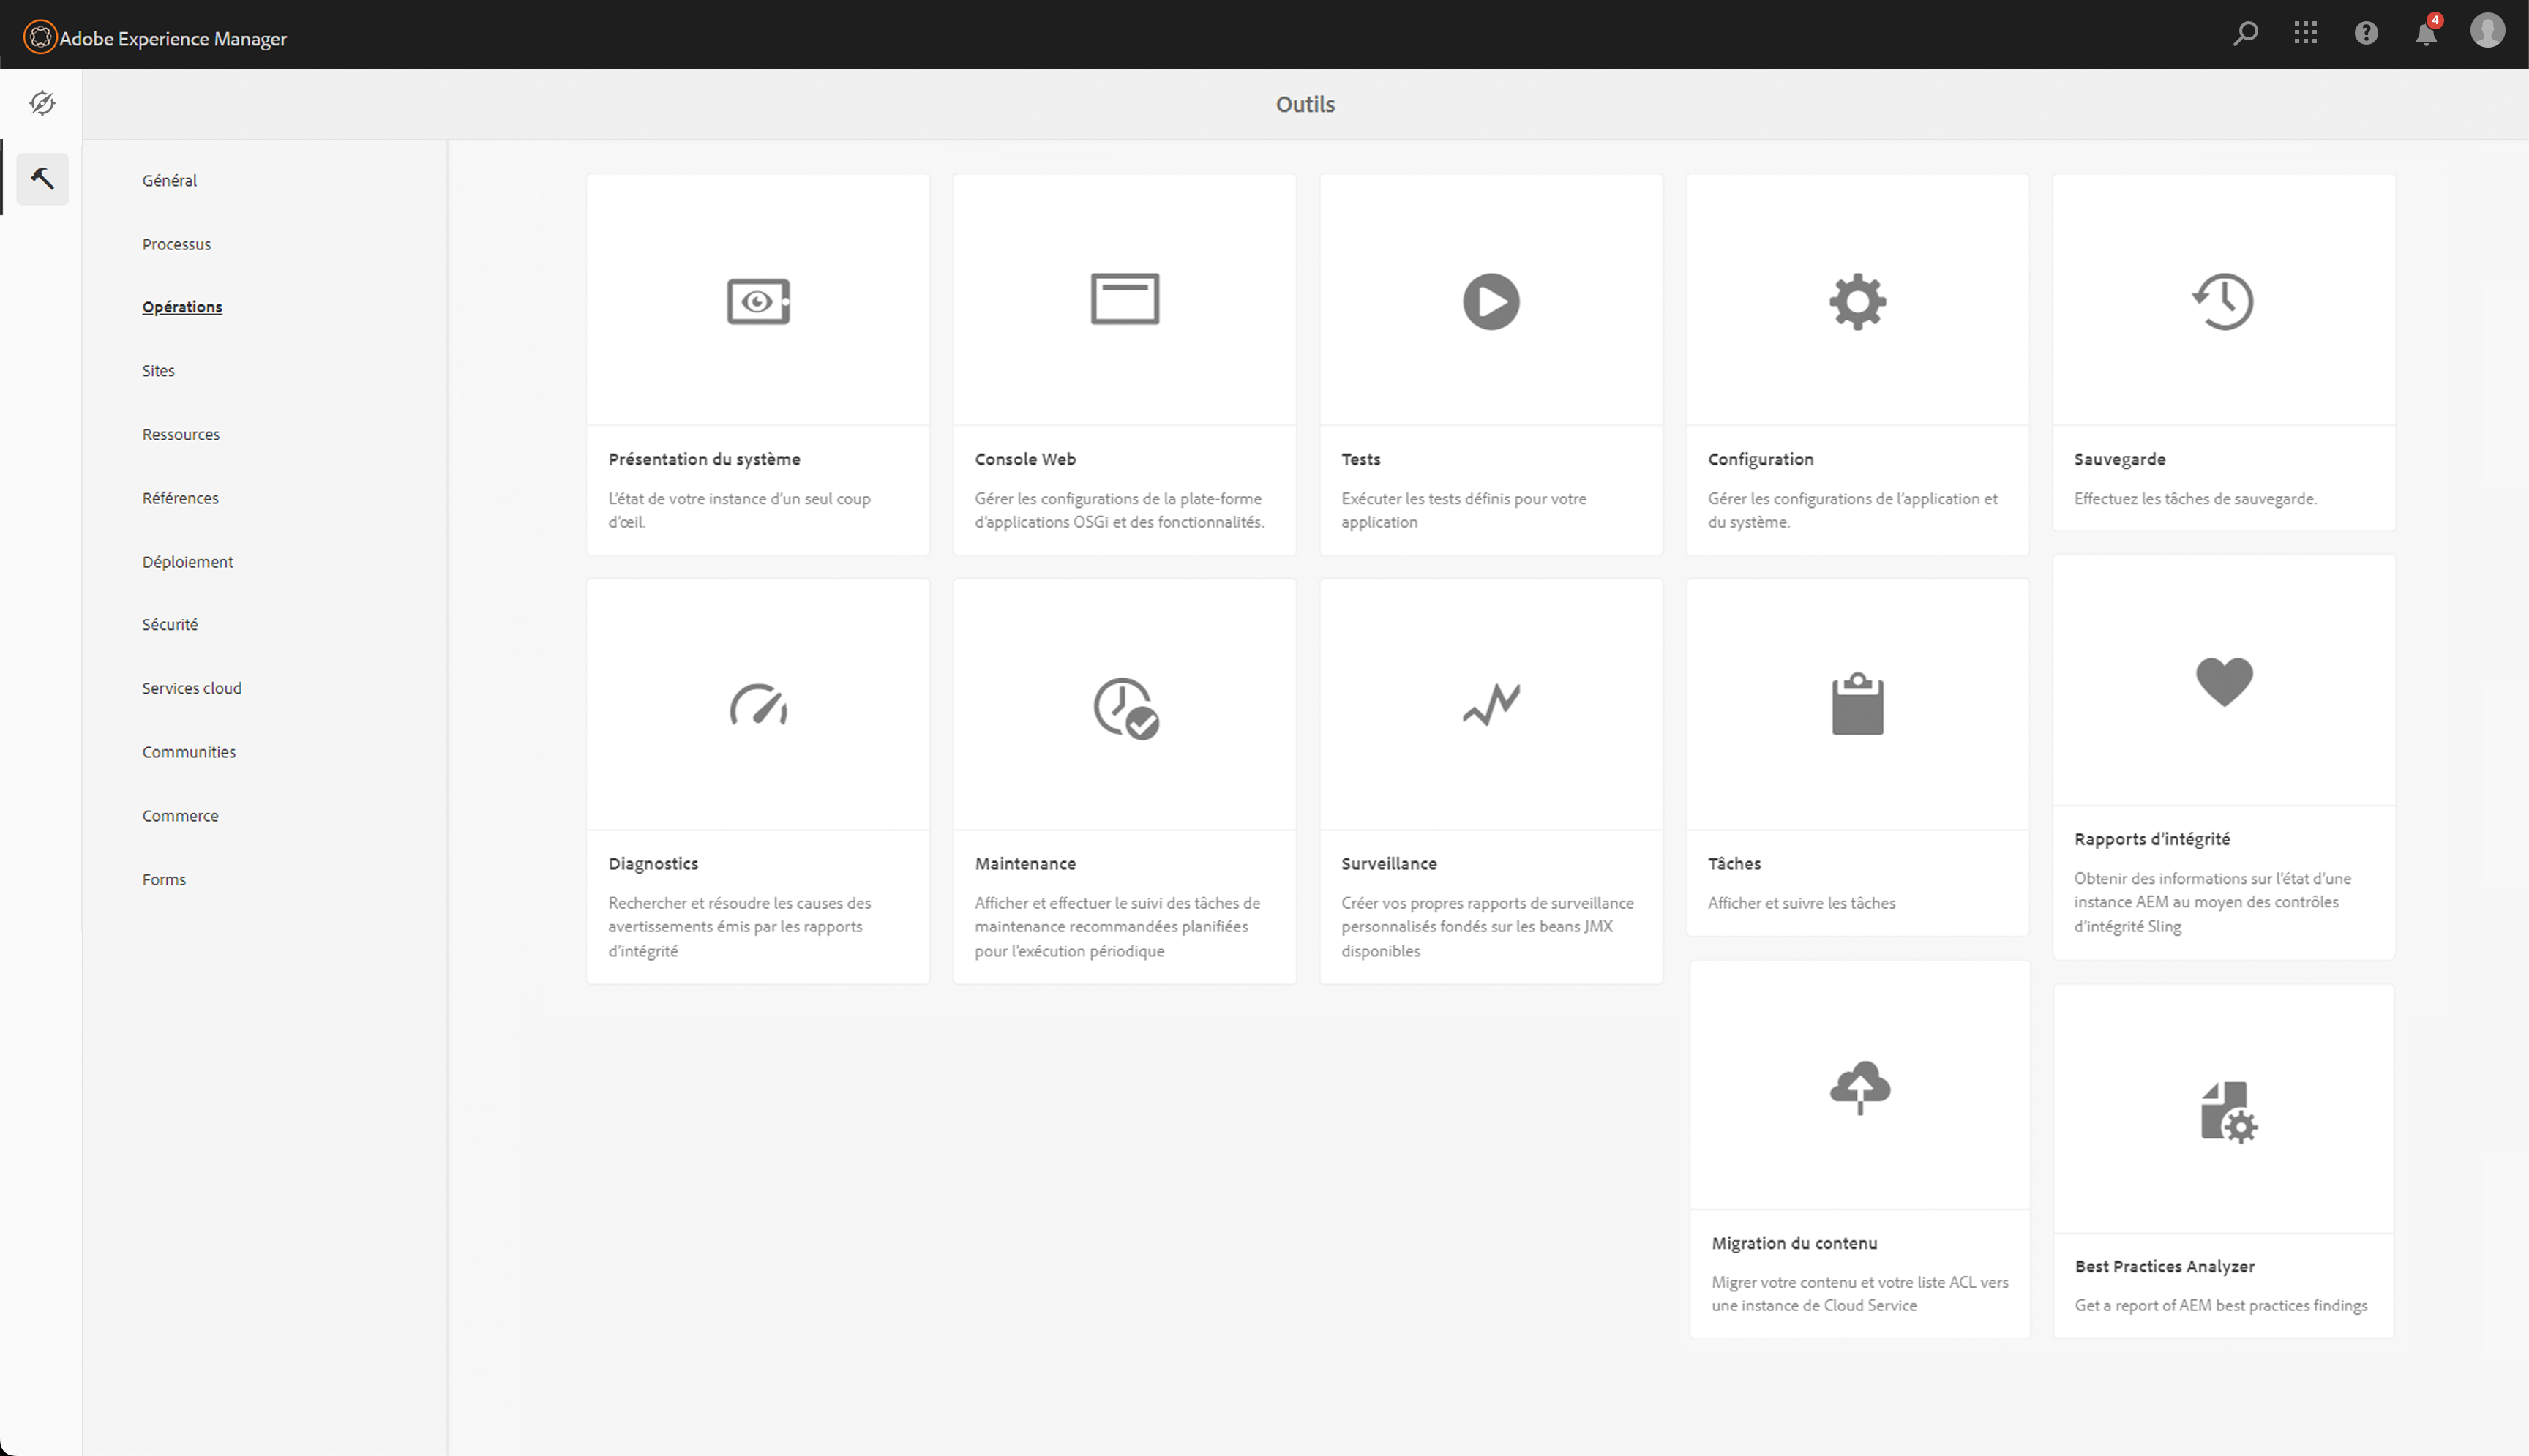 Adobe Experience Manager
4
Outils
Général
Processus
Opérations
Sites
Ressources
Références
Déploiement
Sécurité
Services cloud
Communities
Commerce
Forms
Présentation du système
L’état de votre instance d’un seul coup
d’œil.
Console Web
Gérer les configurations de la plate-forme
d’applications OSGi et des fonctionnalités.
Tests
Exécuter les tests définis pour votre
application
Configuration
Gérer les configurations de l’application et
du système.
Sauvegarde
Effectuez les tâches de sauvegarde.
Diagnostics
Rechercher et résoudre les causes des
avertissements émis par les rapports
d’intégrité
Maintenance
Afficher et effectuer le suivi des tâches de
maintenance recommandées planifiées
pour l’exécution périodique
Surveillance
Créer vos propres rapports de surveillance
personnalisés fondés sur les beans JMX
disponibles
Tâches
Afficher et suivre les tâches
Rapports d’intégrité
Obtenir des informations sur l’état d’une
instance AEM au moyen des contrôles
d’intégrité Sling
Migration du contenu
Migrer votre contenu et votre liste ACL vers
une instance de Cloud Service
Best Practices Analyzer
Get a report of AEM best practices findings